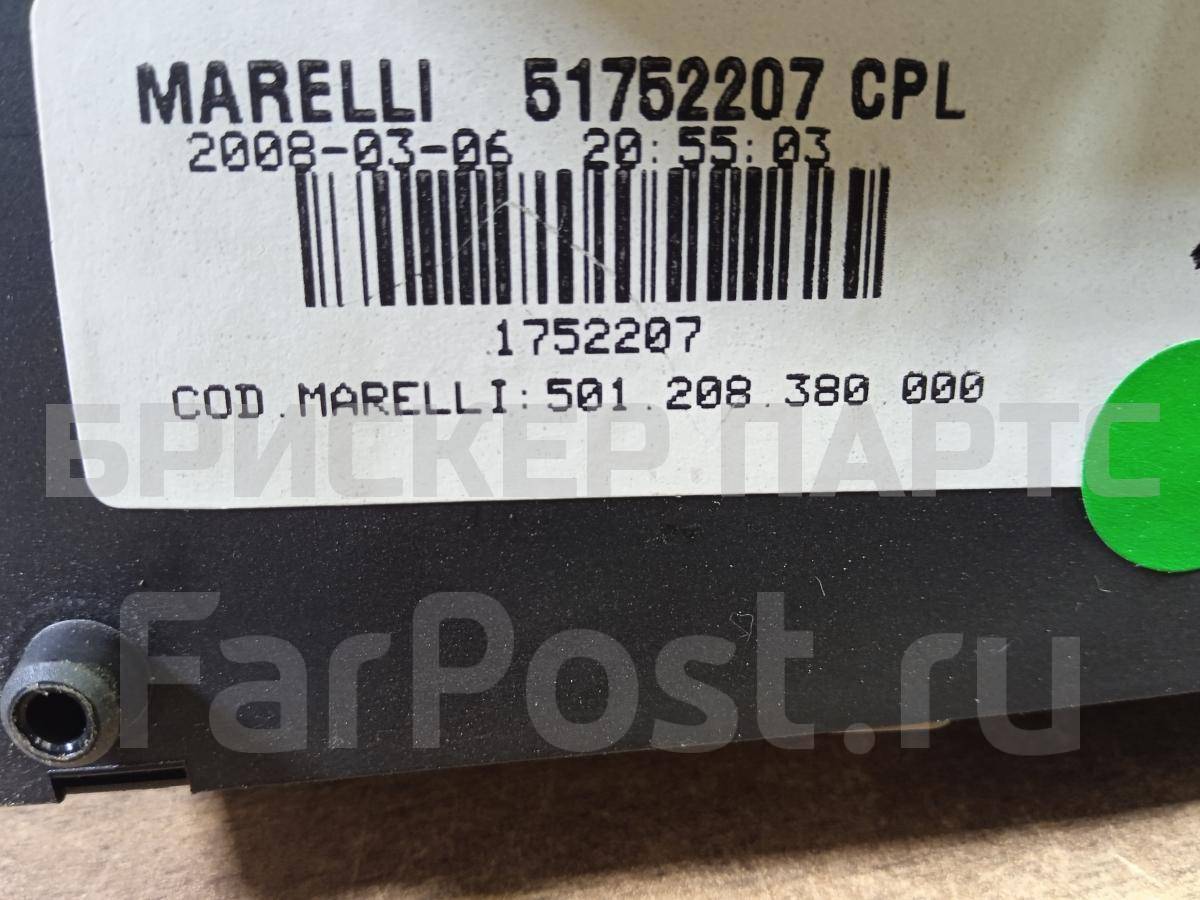 MARELLI 51752207 CPL
2008-03-06 20:55:03
1752207
COD.MARELLI:501.208.380.000
БРИСКЕР ПАРТС
FarPost.ru